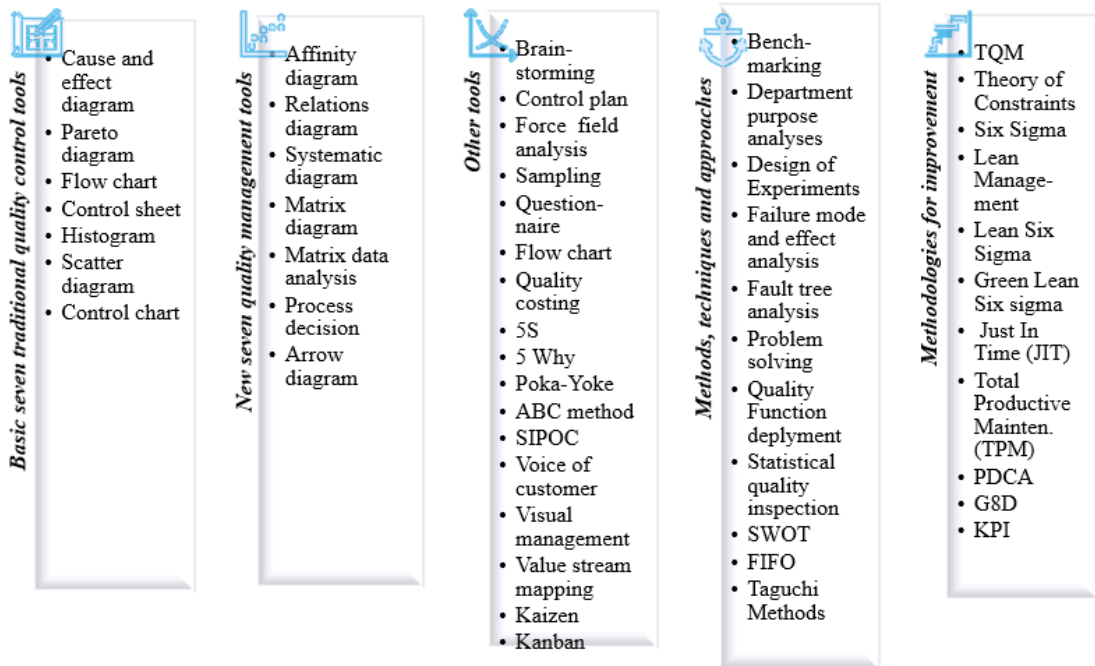 Basic seven traditional quality control tools
• Cause and
effect
diagram
• Pareto
diagram
• Flow chart
• Control sheet
• Histogram
• Scatter
diagram
• Control chart
New seven quality management tools
• Affinity
diagram
• Relations
diagram
• Systematic
diagram
• Matrix
diagram
• Matrix data
analysis
• Process
decision
• Arrow
diagram
Other tools
• Brain-
storming
• Control plan
• Force field
analysis
• Sampling
• Question-
naire
• Flow chart
• Quality
costing
• 5S
• 5 Why
• Poka-Yoke
• ABC method
• SIPOC
• Voice of
customer
• Visual
management
• Value stream
mapping
• Kaizen
• Kanban
Methods, techniques and approaches
• Bench-
marking
• Department
purpose
analyses
• Design of
Experiments
• Failure mode
and effect
analysis
• Fault tree
analysis
• Problem
solving
• Quality
Function
deplyment
• Statistical
quality
inspection
• SWOT
• FIFO
• Taguchi
Methods
Methodologies for improvement
• TQM
• Theory of
Constraints
• Six Sigma
• Lean
Manage-
ment
• Lean Six
Sigma
• Green Lean
Six sigma
• Just In
Time (JIT)
• Total
Productive
Mainten.
(TPM)
• PDCA
• G8D
• KPI